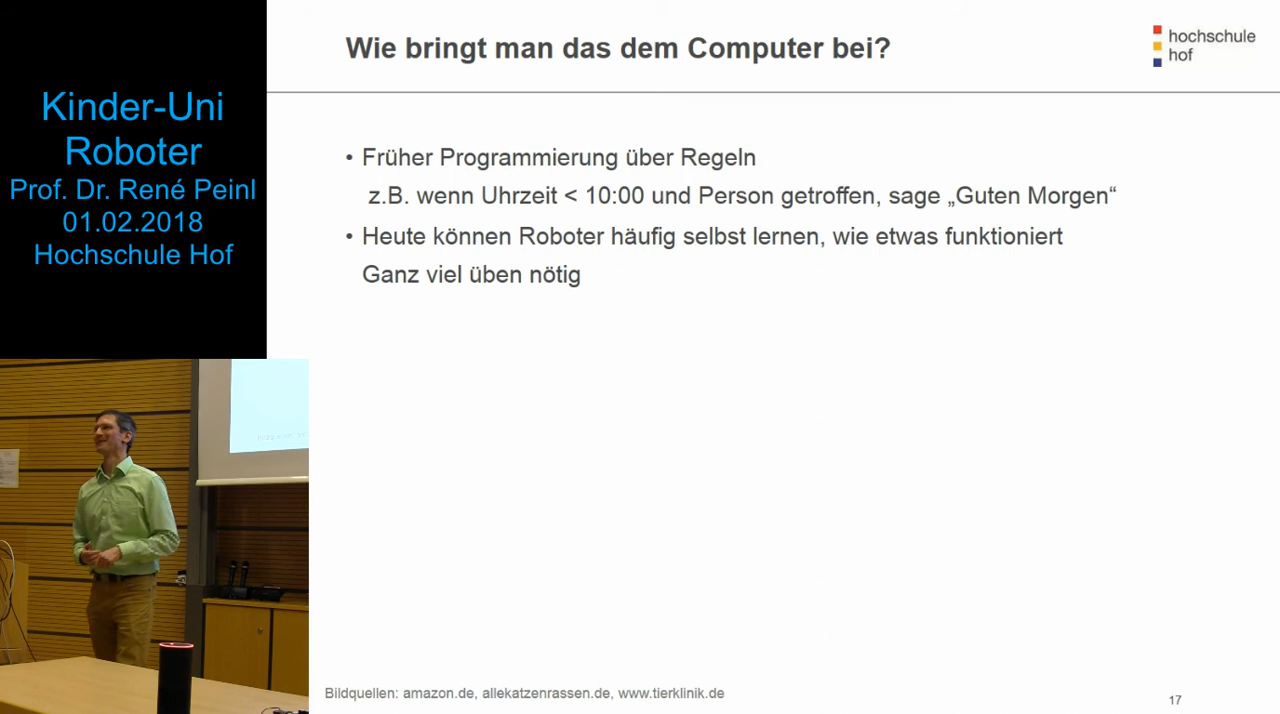 Kinder-Uni
Roboter
Prof. Dr. René Peinl
01.02.2018
Hochschule Hof
Wie bringt man das dem Computer bei?
hochschule
hof
• Früher Programmierung über Regeln
z.B. wenn Uhrzeit < 10:00 und Person getroffen, sage „Guten Morgen“
• Heute können Roboter häufig selbst lernen, wie etwas funktioniert
Ganz viel üben nötig
Bildquellen: amazon.de, allekatzenrassen.de, www.tierklinik.de
17